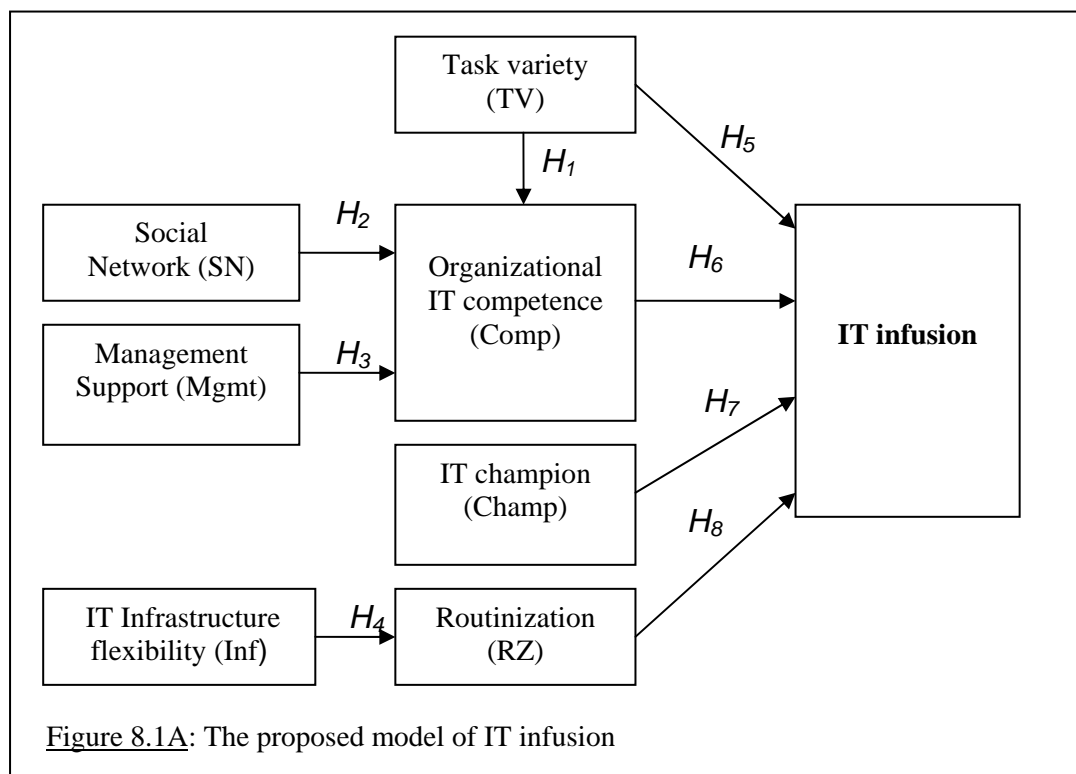 Task variety
(TV)
H1
H5
Social
Network (SN)
H2
Organizational
IT competence
(Comp)
H6
IT infusion
Management
Support (Mgmt)
H3
IT champion
(Champ)
H7
IT Infrastructure
flexibility (Inf)
H4
Routinization
(RZ)
H8
Figure 8.1A: The proposed model of IT infusion